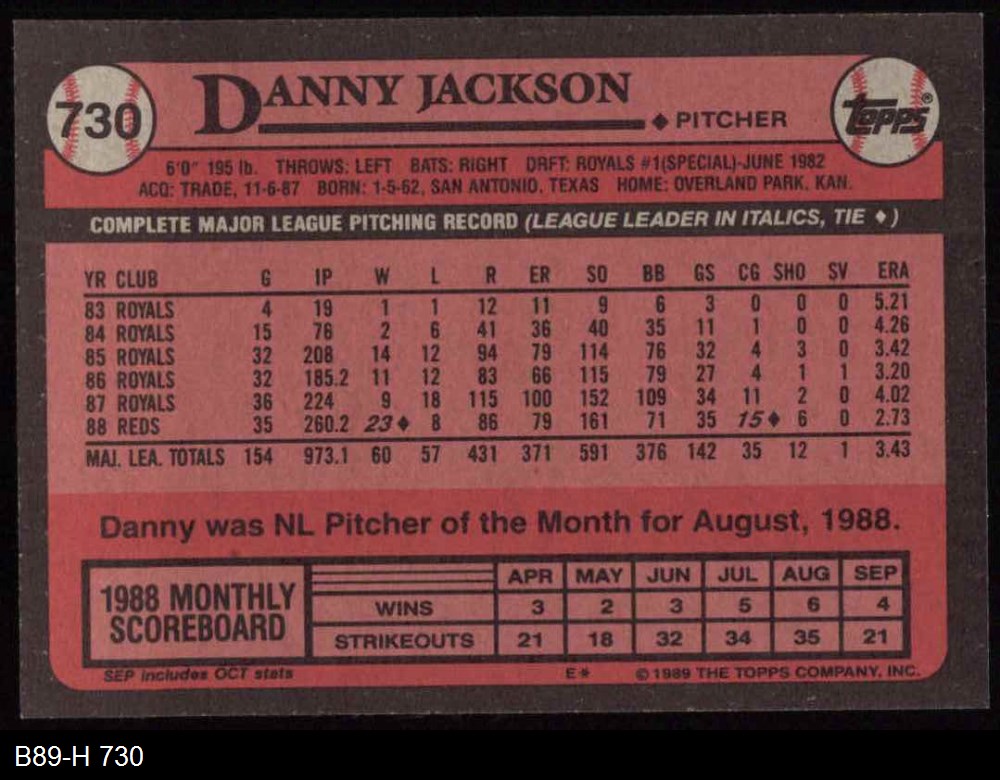 730
DANNY JACKSON
♦ PITCHER
Topps®
6'0" 195 lb. THROWS: LEFT BATS: RIGHT DRFT: ROYALS #1(SPECIAL)-JUNE 1982
ACQ: TRADE, 11-6-87 BORN: 1-5-62, SAN ANTONIO, TEXAS HOME: OVERLAND PARK, KAN.
COMPLETE MAJOR LEAGUE PITCHING RECORD (LEAGUE LEADER IN ITALICS, TIE ♦)
YR CLUB G IP W L R ER SO BB GS CG SHO SV ERA
83 ROYALS 4 19 1 1 12 11 9 6 3 0 0 0 5.21
84 ROYALS 15 76 2 6 41 36 40 35 11 1 0 0 4.26
85 ROYALS 32 208 14 12 94 79 114 76 32 4 3 0 3.42
86 ROYALS 32 185.2 11 12 83 66 115 79 27 4 1 1 3.20
87 ROYALS 36 224 9 18 115 100 152 109 34 11 2 0 4.02
88 REDS 35 260.2 23♦ 8 86 79 161 71 35 15♦ 6 0 2.73
MAJ. LEA. TOTALS 154 973.1 60 57 431 371 591 376 142 35 12 1 3.43
Danny was NL Pitcher of the Month for August, 1988.
1988 MONTHLY
SCOREBOARD
APR MAY JUN JUL AUG SEP
WINS 3 2 3 5 6 4
STRIKEOUTS 21 18 32 34 35 21
SEP includes OCT stats
E* © 1989 THE TOPPS COMPANY, INC.
B89-H 730